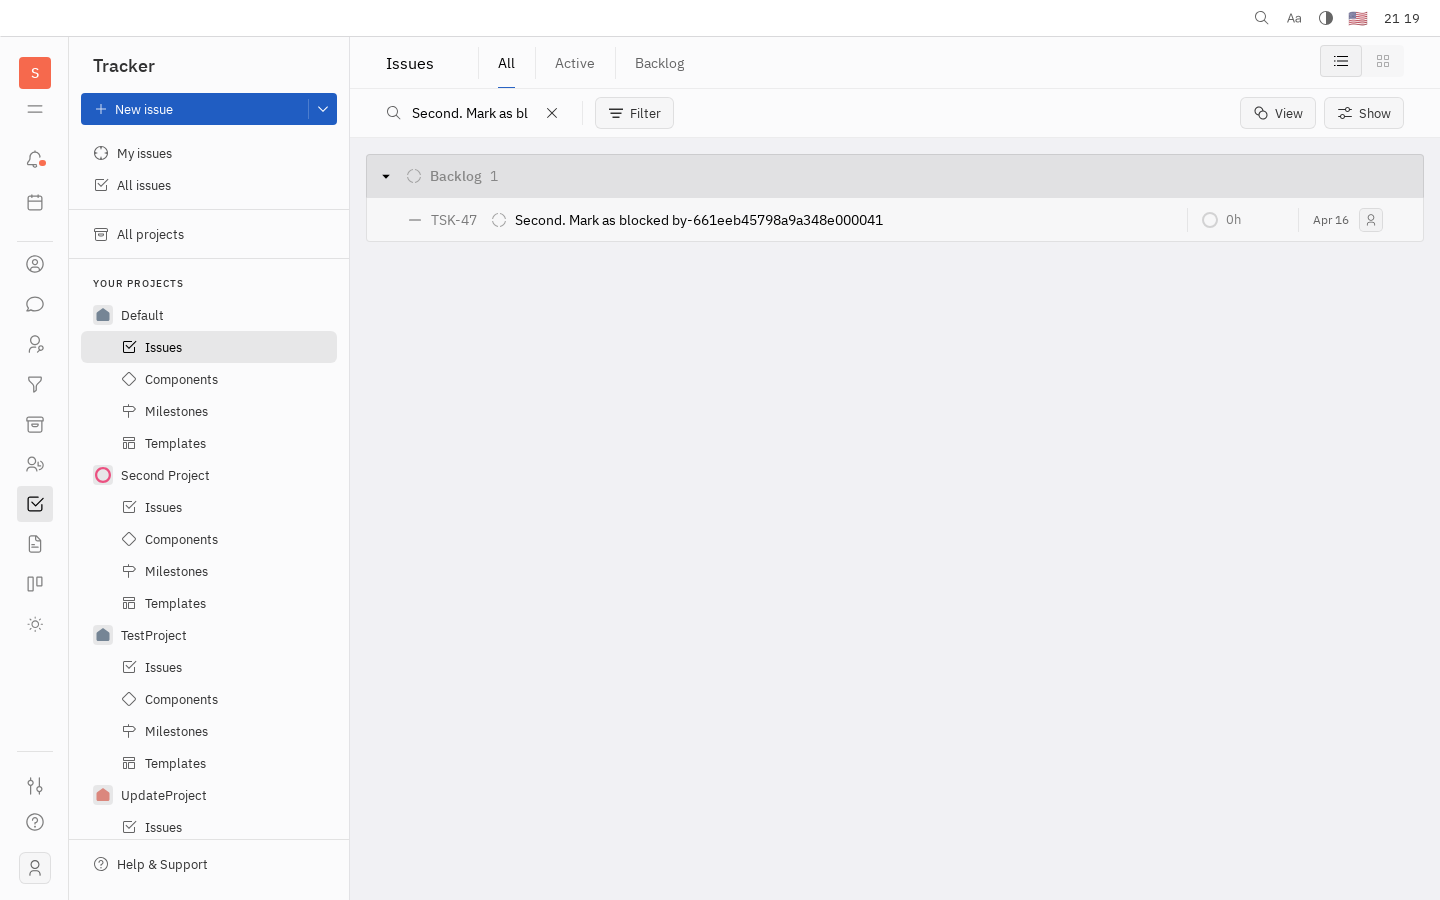 Aa 21 19
S
Tracker
New issue
My issues
All issues
All projects
YOUR PROJECTS
Default
Issues
Components
Milestones
Templates
Second Project
Issues
Components
Milestones
Templates
TestProject
Issues
Components
Milestones
Templates
UpdateProject
Issues
Help & Support
Issues All Active Backlog
Second. Mark as bl Filter View Show
Backlog 1
TSK-47 Second. Mark as blocked by-661eeb45798a9a348e000041 0h Apr 16